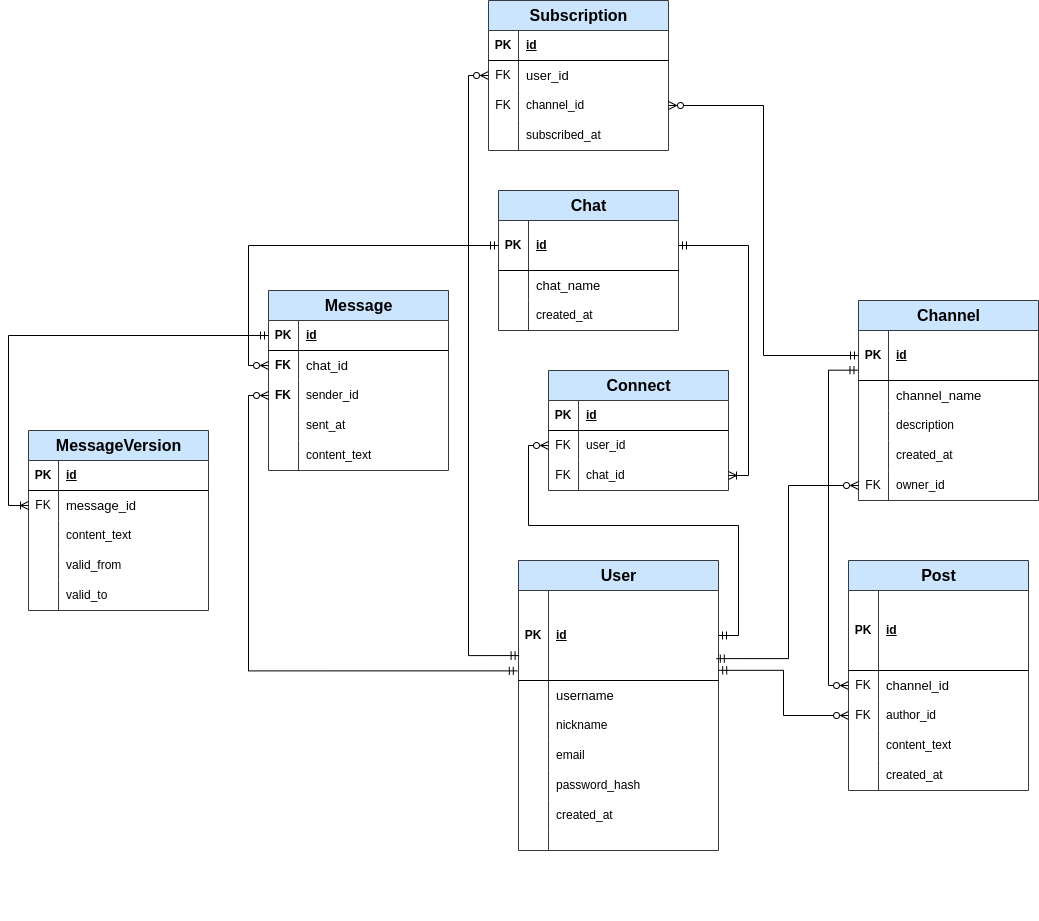 Subscription
PK id
FK user_id
FK channel_id
subscribed_at
Chat
PK id
chat_name
created_at
Message
PK id
FK chat_id
FK sender_id
sent_at
content_text
Channel
PK id
channel_name
description
created_at
FK owner_id
Connect
PK id
FK user_id
FK chat_id
MessageVersion
PK id
FK message_id
content_text
valid_from
valid_to
User
PK id
username
nickname
email
password_hash
created_at
Post
PK id
FK channel_id
FK author_id
content_text
created_at